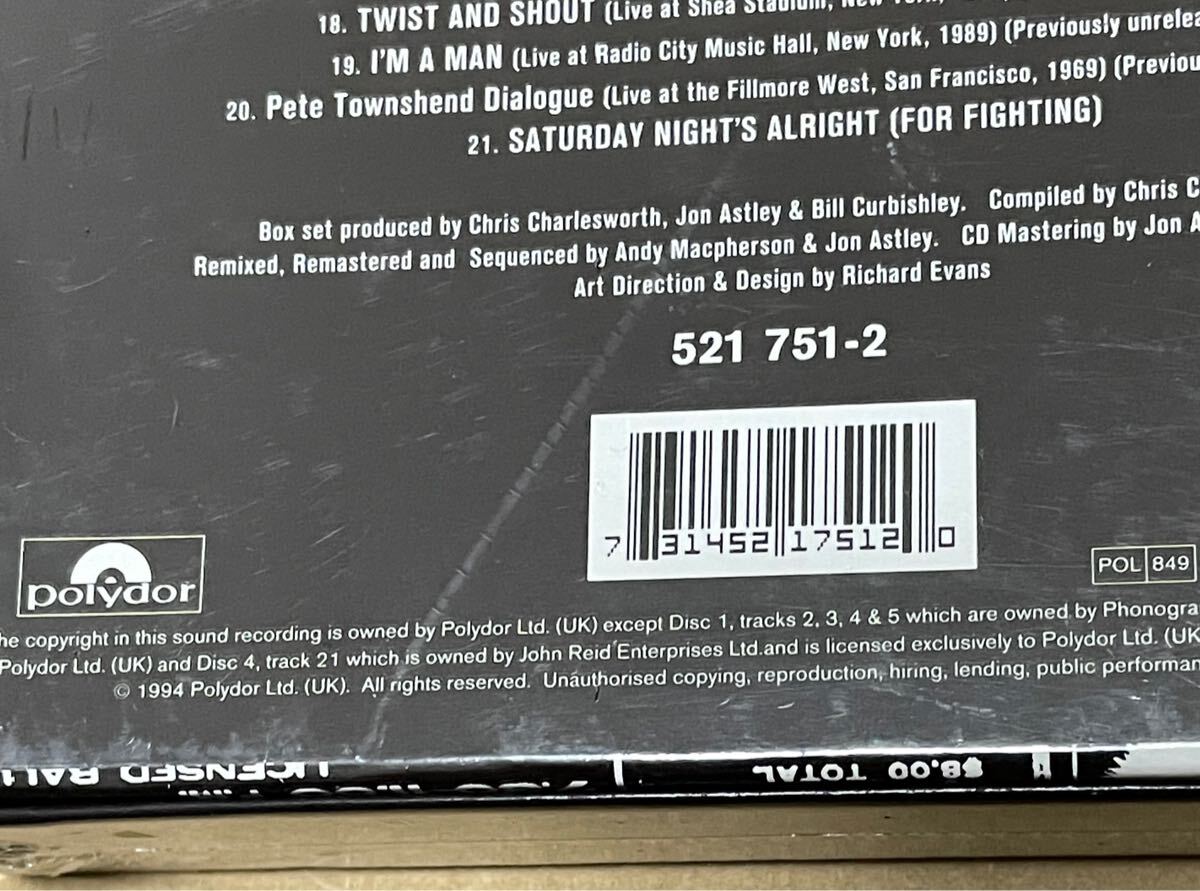 18. TWIST AND SHOUT (Live at Shea Stadium, New York,
19. I'M A MAN (Live at Radio City Music Hall, New York, 1989) (Previously
20. Pete Townshend Dialogue (Live at the Fillmore West, San Francisco, 1969)
21. SATURDAY NIGHT'S ALRIGHT (FOR FIGHTING)
Box set produced by Chris Charlesworth, Jon Astley & Bill Curbishley. Compiled by Chris
Remixed, Remastered and Sequenced by Andy Macpherson & Jon Astley. CD Mastering by Jon
Art Direction & Design by Richard Evans
521 751-2
7 31452 17512 0
polydor
POL 849
copyright in this sound recording is owned by Polydor Ltd. (UK) except Disc 1, tracks 2, 3, 4 & 5 which are owned by
Polydor Ltd. (UK) and Disc 4, track 21 which is owned by John Reid Enterprises Ltd.and is licensed exclusively to Polydor Ltd.
© 1994 Polydor Ltd. (UK). All rights reserved. Unauthorised copying, reproduction, hiring, lending, public
$8.00 TOTAL
LICENSED